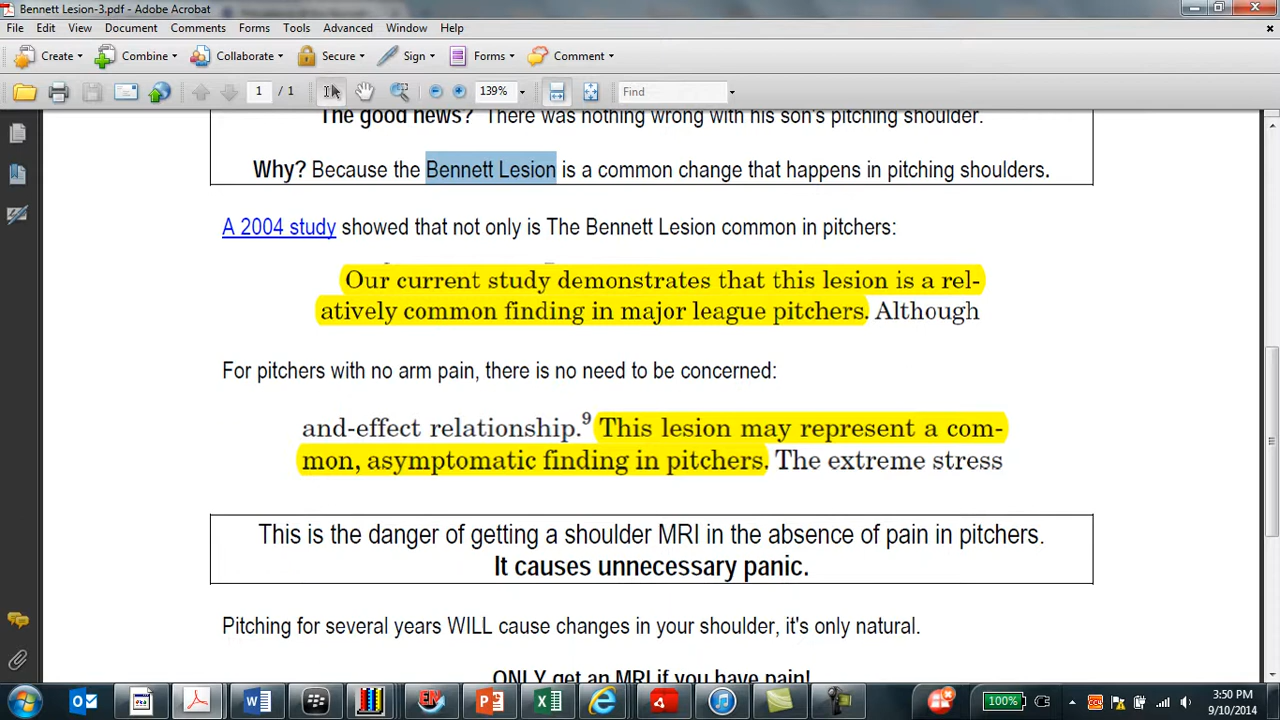 Bennett Lesion-3.pdf - Adobe Acrobat
File Edit View Document Comments Forms Tools Advanced Window Help
Create Combine Collaborate Secure Sign Forms Comment
1 / 1 139% Find
The good news? There was nothing wrong with his son's pitching shoulder.
Why? Because the Bennett Lesion is a common change that happens in pitching shoulders.
A 2004 study showed that not only is The Bennett Lesion common in pitchers:
Our current study demonstrates that this lesion is a rel-
atively common finding in major league pitchers. Although
For pitchers with no arm pain, there is no need to be concerned:
and-effect relationship.9 This lesion may represent a com-
mon, asymptomatic finding in pitchers. The extreme stress
This is the danger of getting a shoulder MRI in the absence of pain in pitchers.
It causes unnecessary panic.
Pitching for several years WILL cause changes in your shoulder, it's only natural.
ONLY get an MRI if you have pain!
100%
3:50 PM
9/10/2014